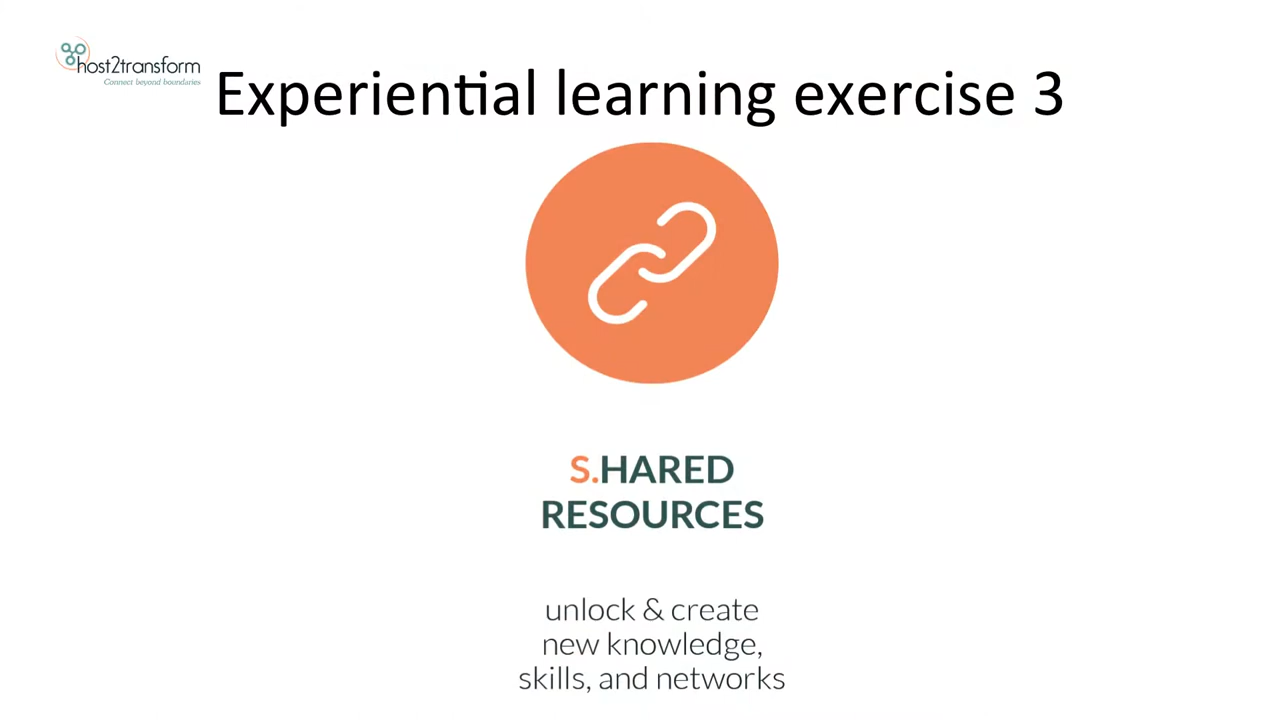 host2transform
Connect beyond boundaries
Experiential learning exercise 3
S.HARED
RESOURCES
unlock & create
new knowledge,
skills, and networks